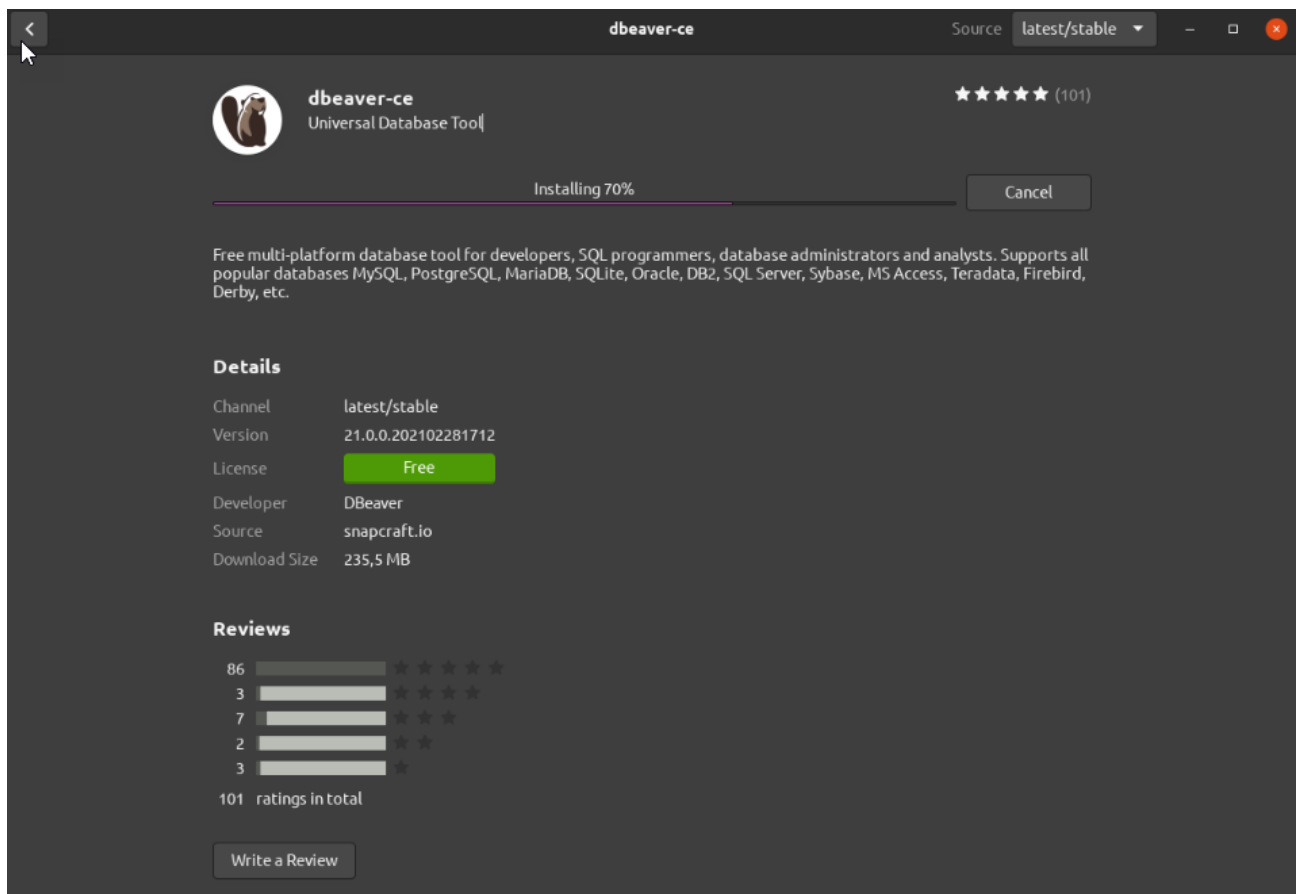 dbeaver-ce
Source latest/stable
dbeaver-ce
Universal Database Tool
(101)
Installing 70%
Cancel
Free multi-platform database tool for developers, SQL programmers, database administrators and analysts. Supports all
popular databases MySQL, PostgreSQL, MariaDB, SQLite, Oracle, DB2, SQL Server, Sybase, MS Access, Teradata, Firebird,
Derby, etc.
Details
Channel latest/stable
Version 21.0.0.202102281712
License Free
Developer DBeaver
Source snapcraft.io
Download Size 235,5 MB
Reviews
86
3
7
2
3
101 ratings in total
Write a Review